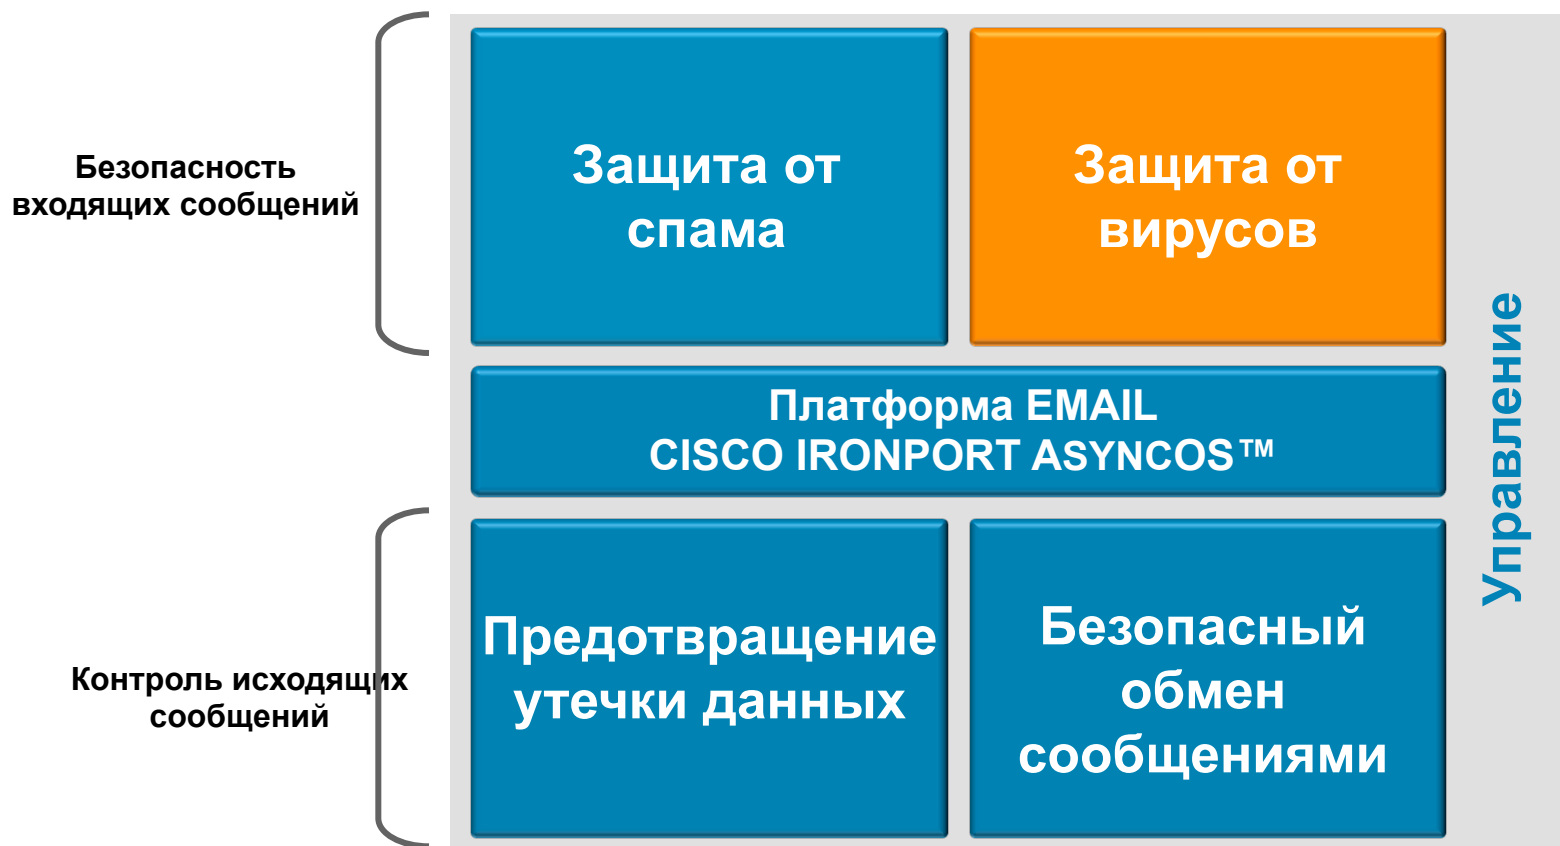 Безопасность
входящих сообщений
Защита от
спама
Защита от
вирусов
Платформа EMAIL
CISCO IRONPORT ASYNCOS™
Контроль исходящих
сообщений
Предотвращение
утечки данных
Безопасный
обмен
сообщениями
Управление